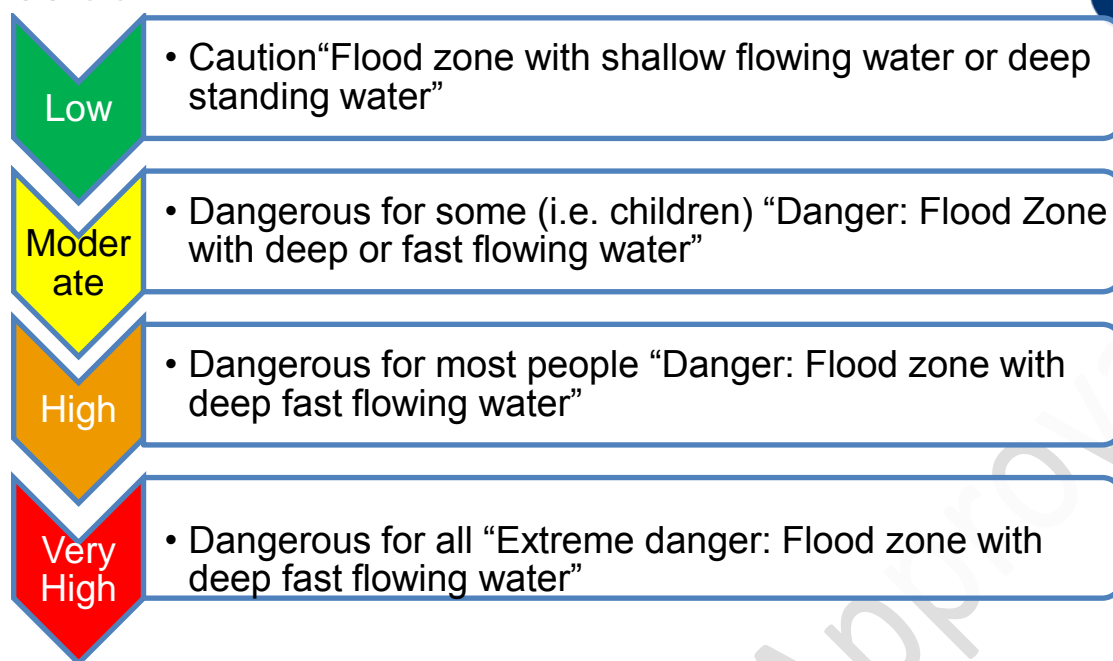 Low
• Caution“Flood zone with shallow flowing water or deep
standing water”
Moder
ate
• Dangerous for some (i.e. children) “Danger: Flood Zone
with deep or fast flowing water”
High
• Dangerous for most people “Danger: Flood zone with
deep fast flowing water”
Very
High
• Dangerous for all “Extreme danger: Flood zone with
deep fast flowing water”